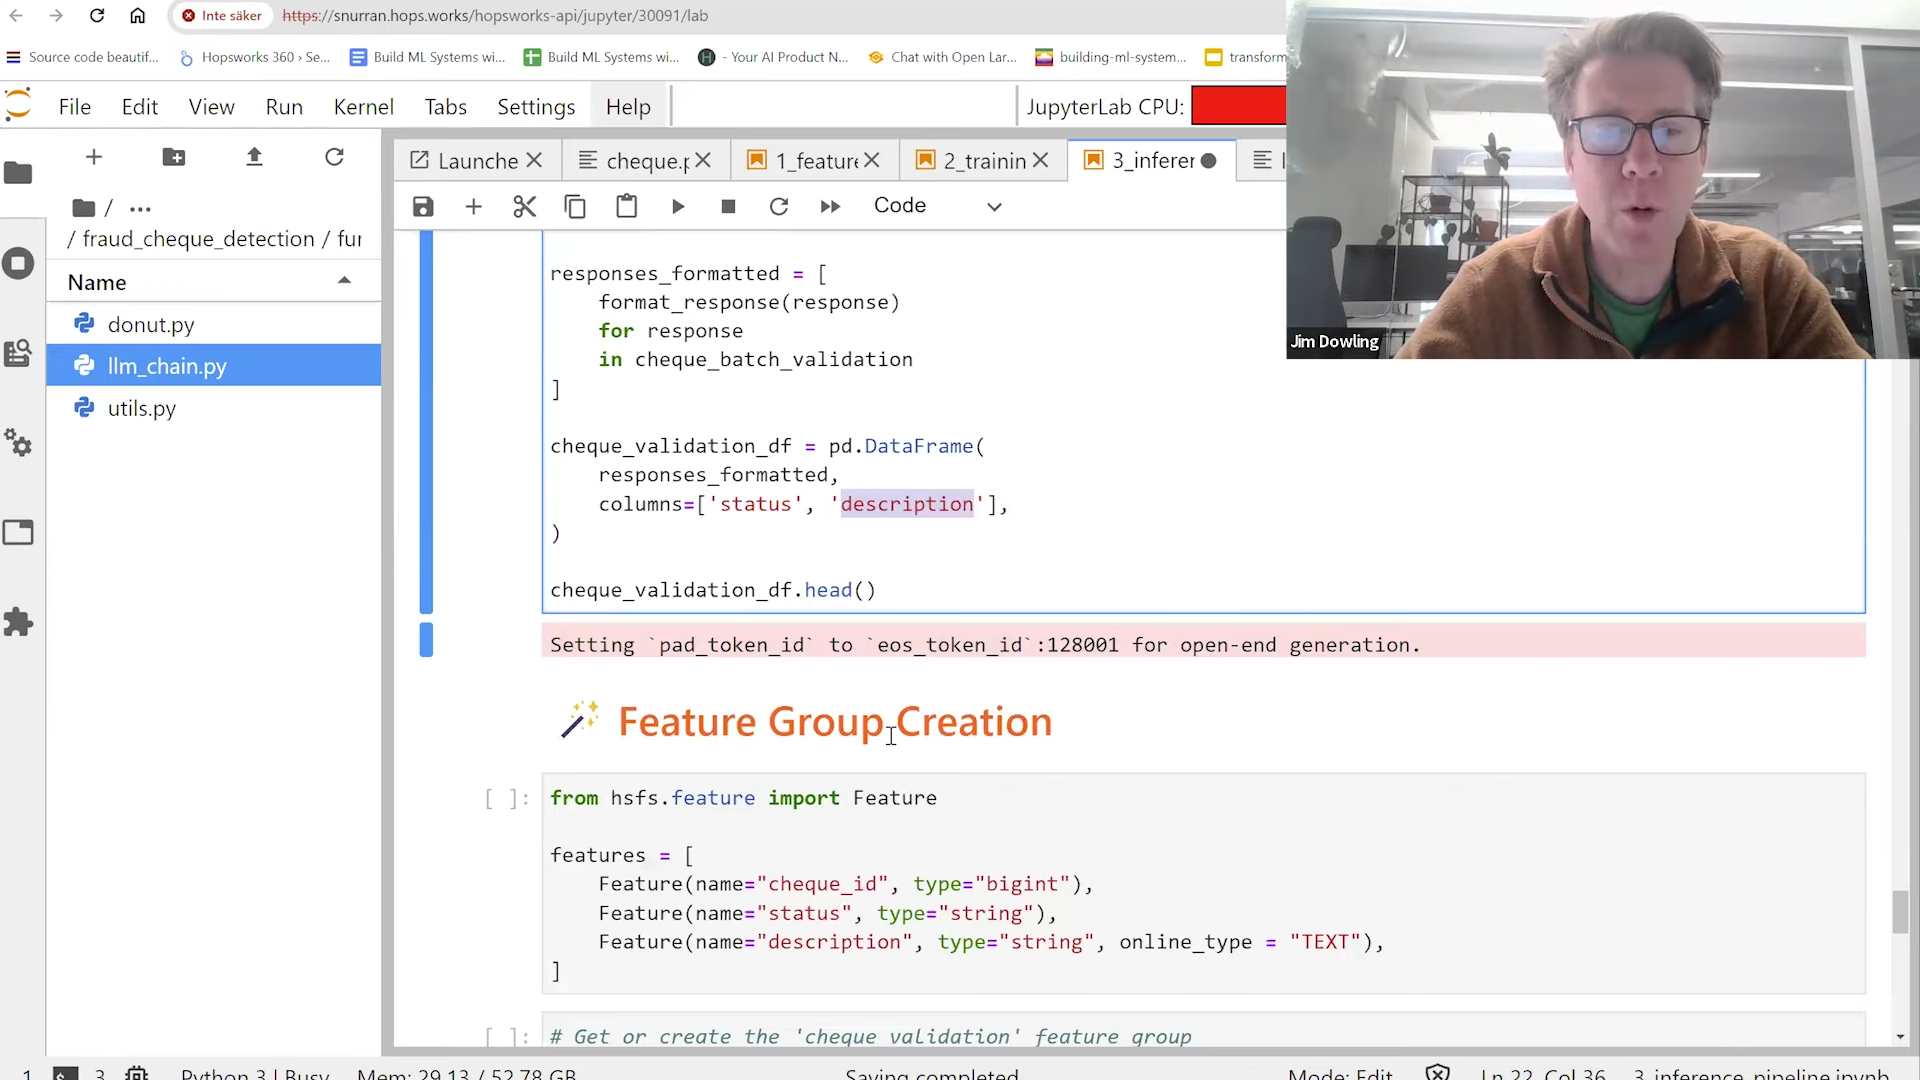 Inte säker https://snurran.hops.works/hopsworks-api/jupyter/30091/lab
Source code beautif... Hopsworks 360 › Se... Build ML Systems wi... Build ML Systems wi... - Your AI Product N... Chat with Open Lar... building-ml-system... transform
File Edit View Run Kernel Tabs Settings Help JupyterLab CPU:
Launche cheque.p 1_feature 2_trainin 3_inferen
/ ...
/ fraud_cheque_detection / fur
Code
Name
donut.py
llm_chain.py
utils.py
responses_formatted = [
format_response(response)
for response
in cheque_batch_validation
]
cheque_validation_df = pd.DataFrame(
responses_formatted,
columns=['status', 'description'],
)
cheque_validation_df.head()
Setting `pad_token_id` to `eos_token_id`:128001 for open-end generation.
Feature Group Creation
[ ]: from hsfs.feature import Feature
features = [
Feature(name="cheque_id", type="bigint"),
Feature(name="status", type="string"),
Feature(name="description", type="string", online_type = "TEXT"),
]
[ ]: # Get or create the 'cheque validation' feature group
Jim Dowling
1 3 Python 3 | Busy Mem: 29.13 / 52.78 GB Saving completed Mode: Edit Ln 22, Col 36 3_inference_pipeline.ipynb